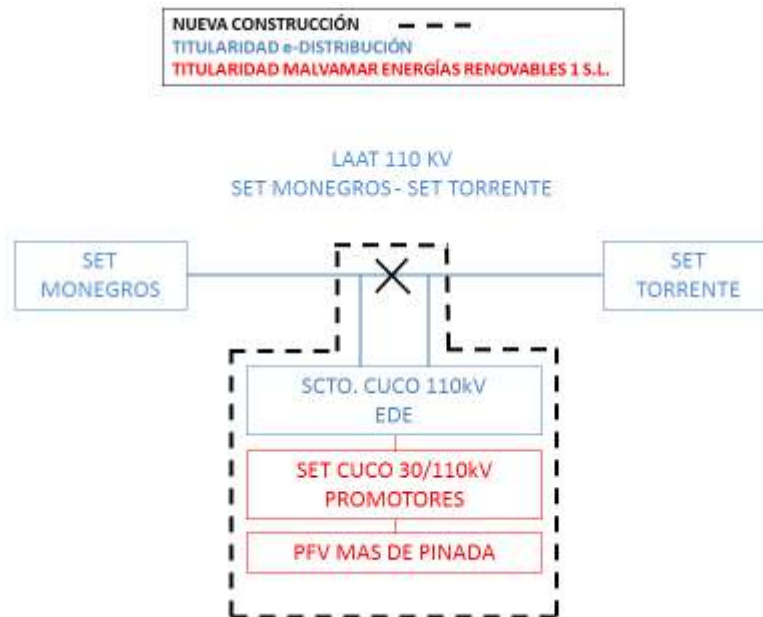 NUEVA CONSTRUCCIÓN
TITULARIDAD e-DISTRIBUCIÓN
TITULARIDAD MALVAMAR ENERGÍAS RENOVABLES 1 S.L.
LAAT 110 KV
SET MONEGROS - SET TORRENTE
SET
MONEGROS
SET
TORRENTE
SCTO. CUCO 110kV
EDE
SET CUCO 30/110kV
PROMOTORES
PFV MAS DE PINADA